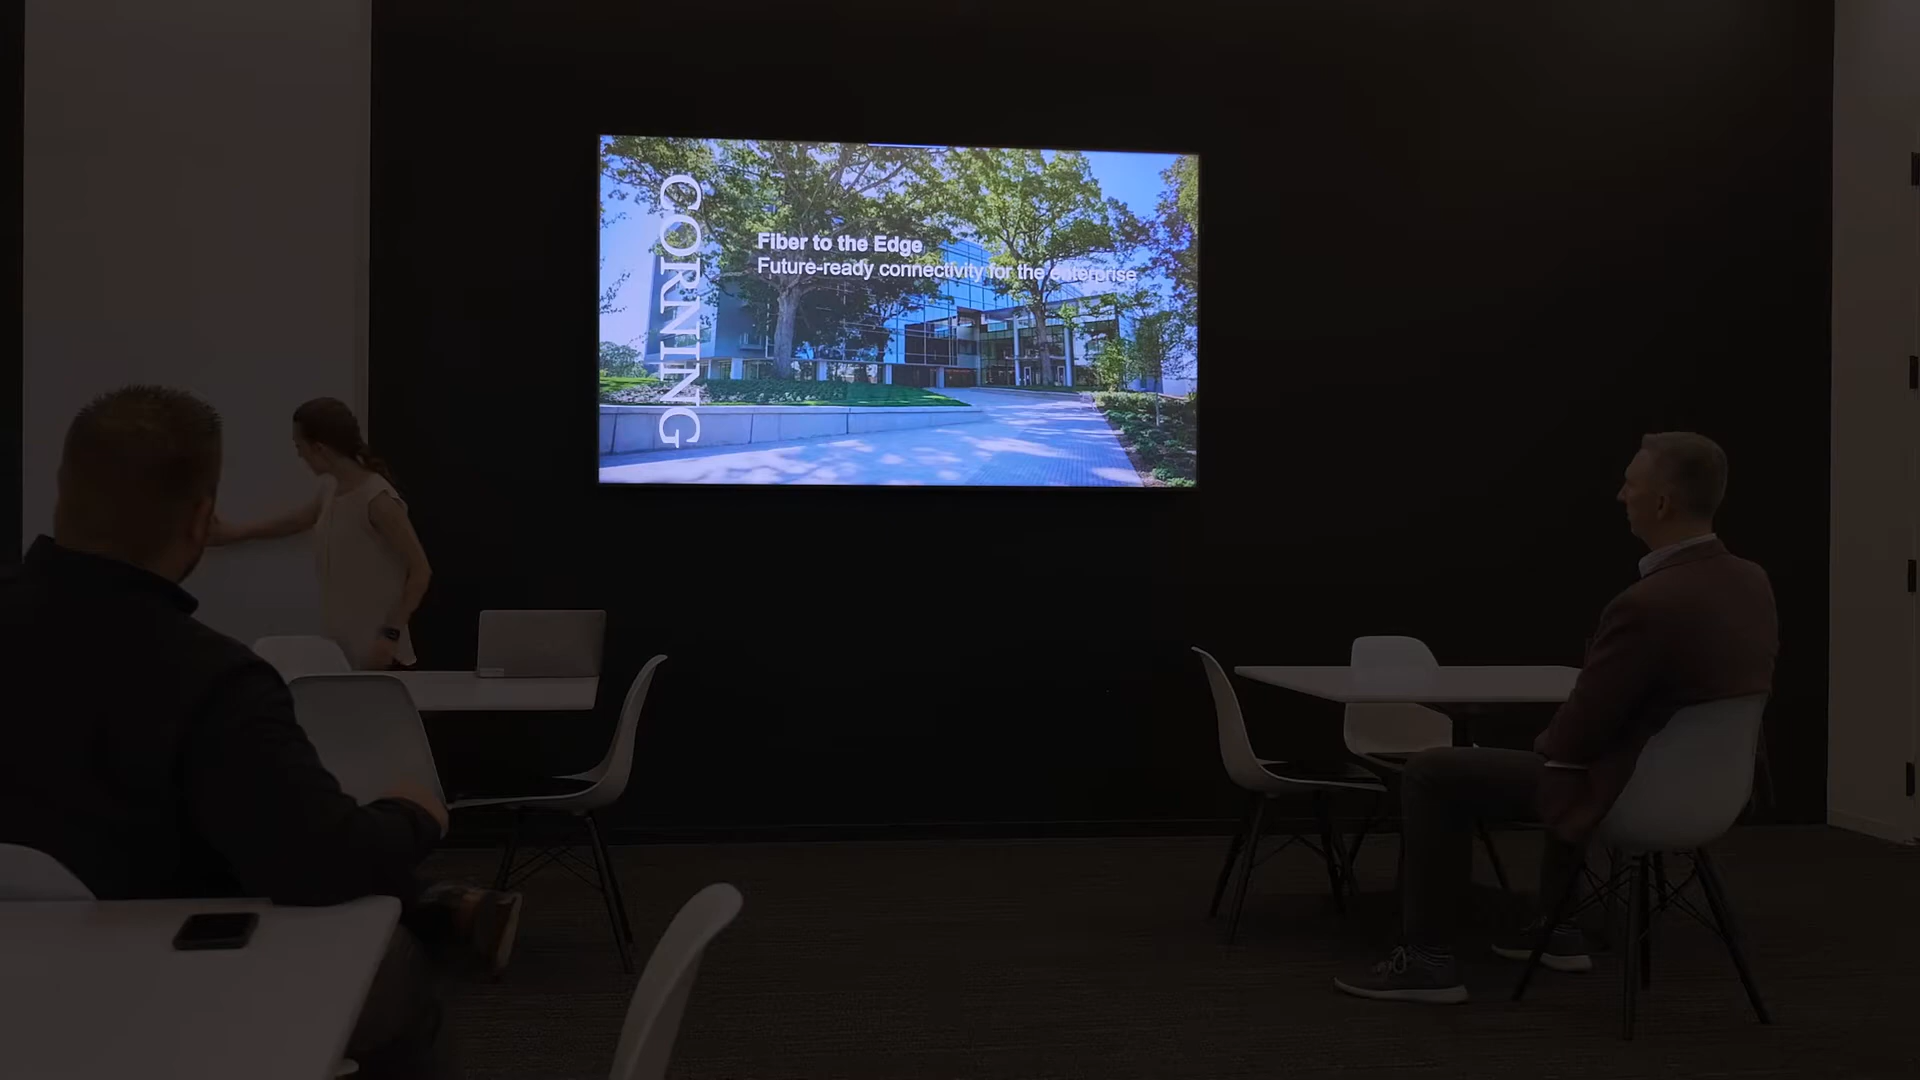 CORNING
Fiber to the Edge
Future-ready connectivity for the enterprise